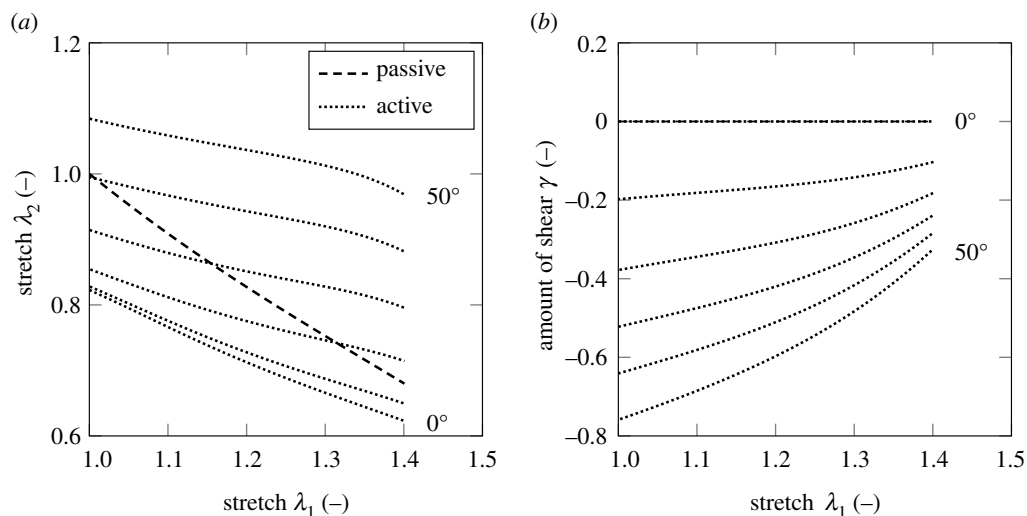 (a)
1.2
1.0
0.8
0.6
stretch λ2 (–)
passive
active
50°
0°
1.0 1.1 1.2 1.3 1.4 1.5
stretch λ1 (–)
(b)
0.2
0
–0.2
–0.4
–0.6
–0.8
amount of shear γ (–)
0°
50°
1.0 1.1 1.2 1.3 1.4 1.5
stretch λ1 (–)